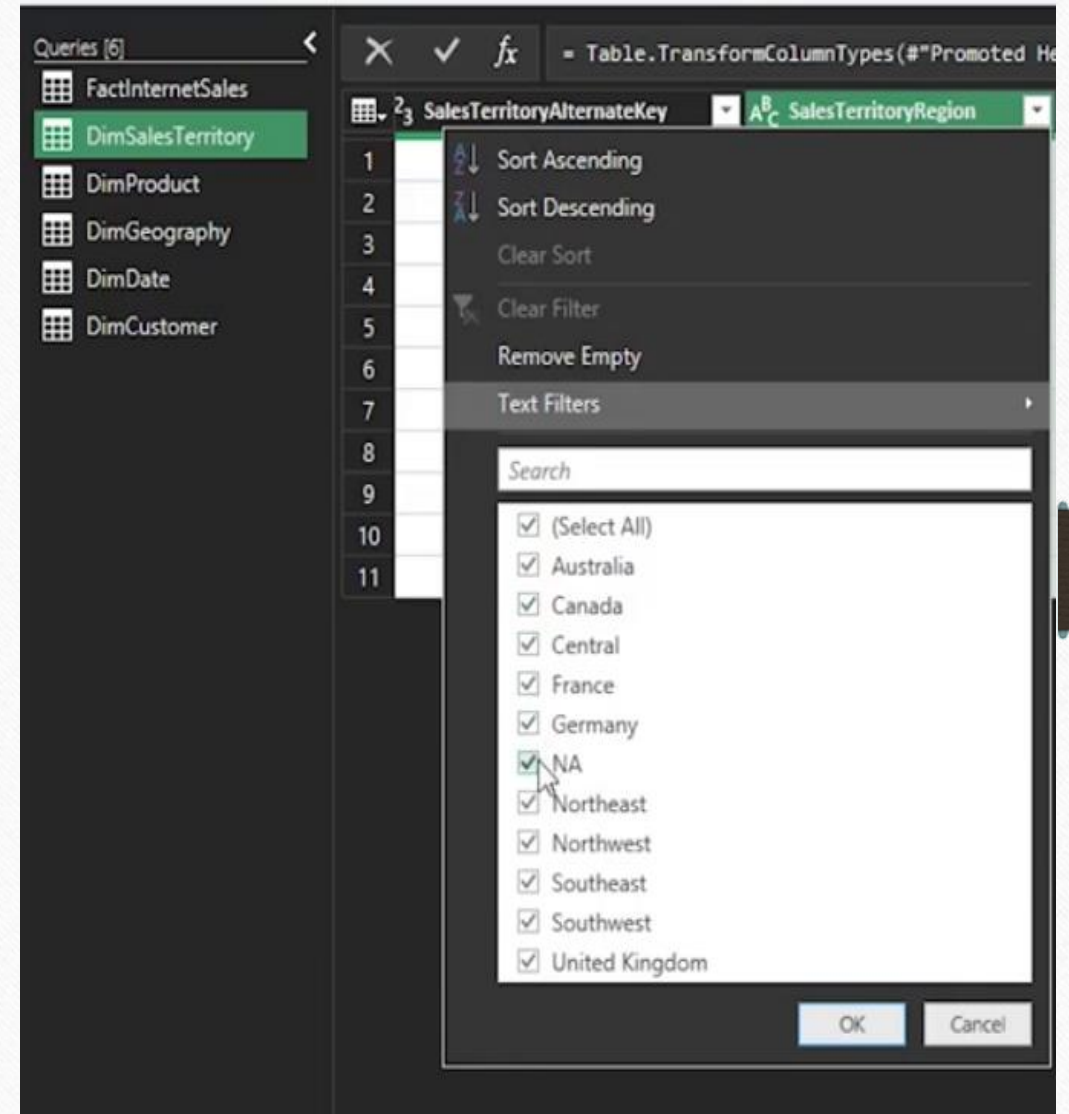 Queries [6]
FactInternetSales
DimSalesTerritory
DimProduct
DimGeography
DimDate
DimCustomer
fx = Table.TransformColumnTypes(#"Promoted He
23 SalesTerritoryAlternateKey ABC SalesTerritoryRegion
1
2
3
4
5
6
7
8
9
10
11
Sort Ascending
Sort Descending
Clear Sort
Clear Filter
Remove Empty
Text Filters
Search
(Select All)
Australia
Canada
Central
France
Germany
NA
Northeast
Northwest
Southeast
Southwest
United Kingdom
OK Cancel